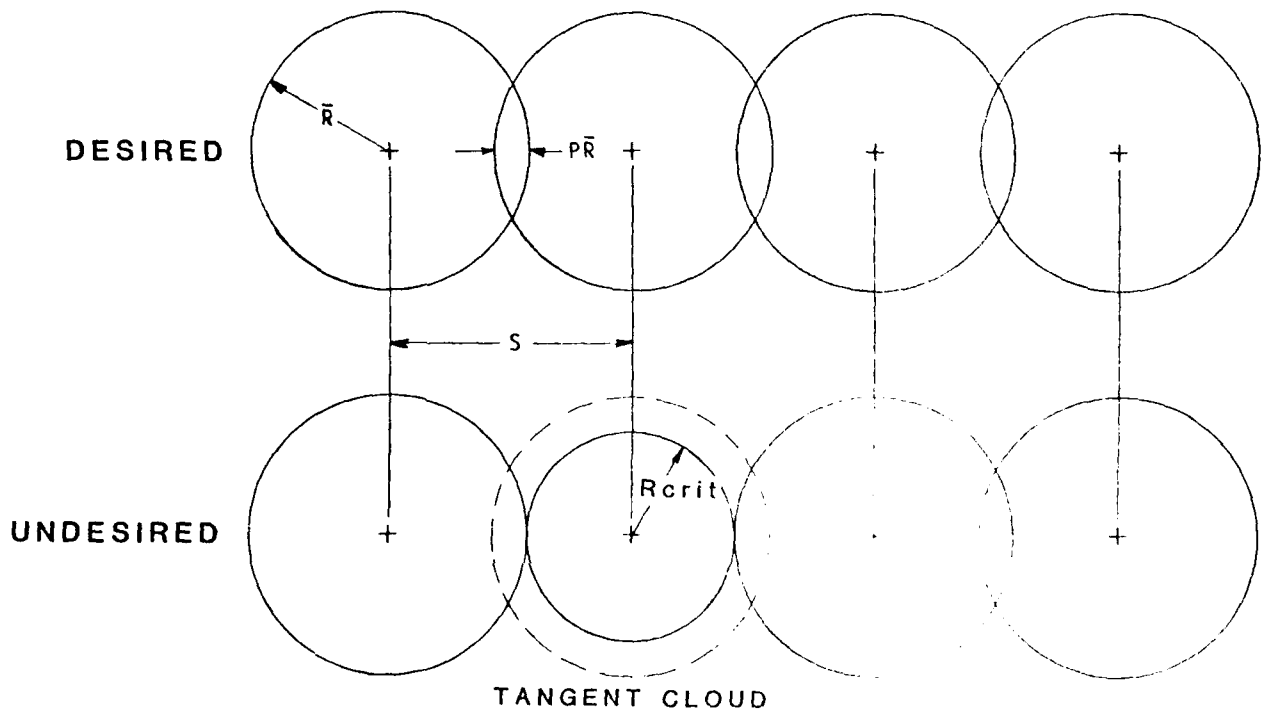 R̄
DESIRED
PR̄
S
Rcrit
UNDESIRED
TANGENT CLOUD